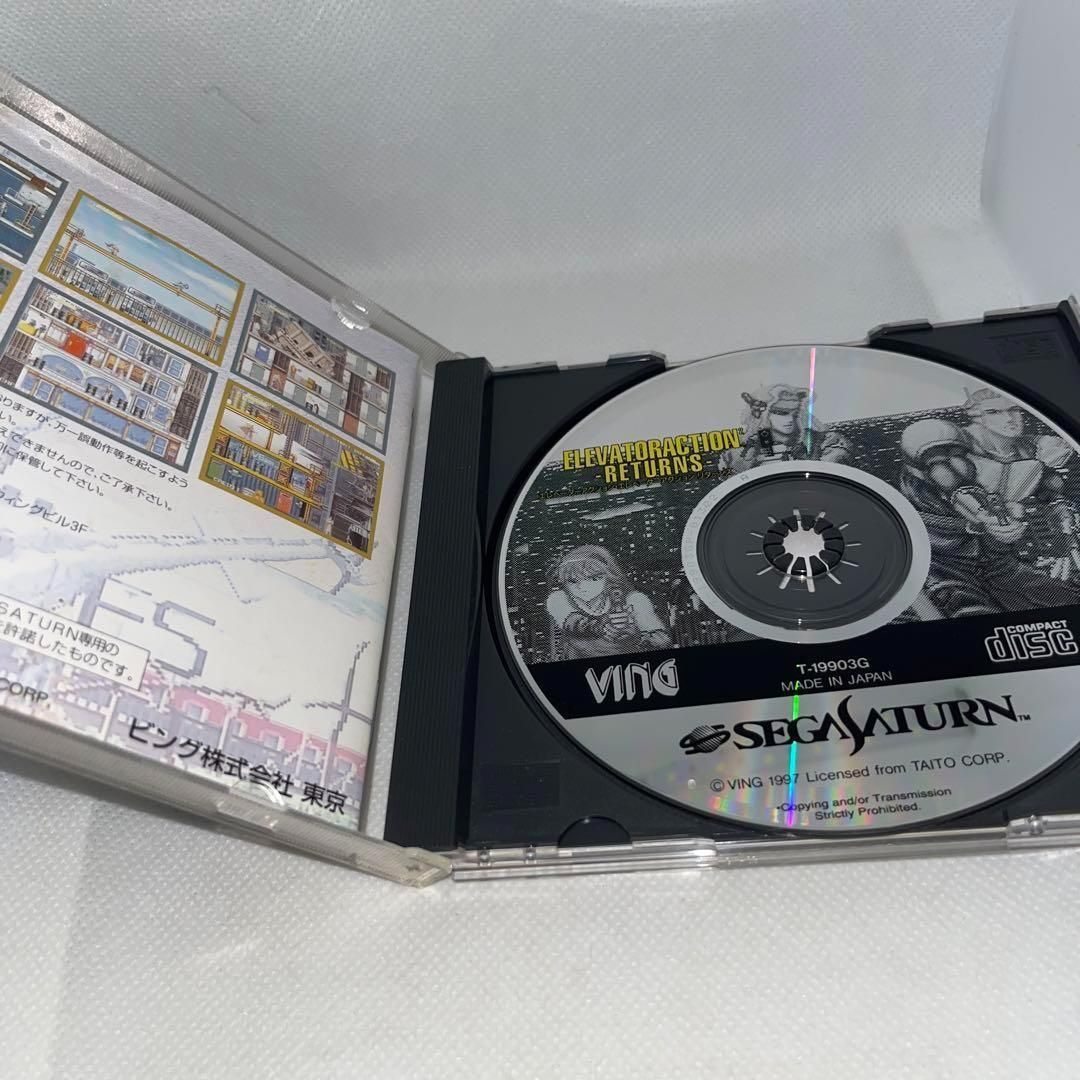 りますが、万一誤動作等を起こすよう
い。
えできませんので、ご了承下さい。
に保管して下さい。
ウィングビル3F
SATURN専用の
許諾したものです。
CORP.
ビング株式会社 東京
ELEVATORACTION
-RETURNS-
VING
T-19903G
MADE IN JAPAN
COMPACT
disc
SEGASATURN™
©VING 1997 Licensed from TAITO CORP.
•Copying and/or Transmission
Strictly Prohibited.